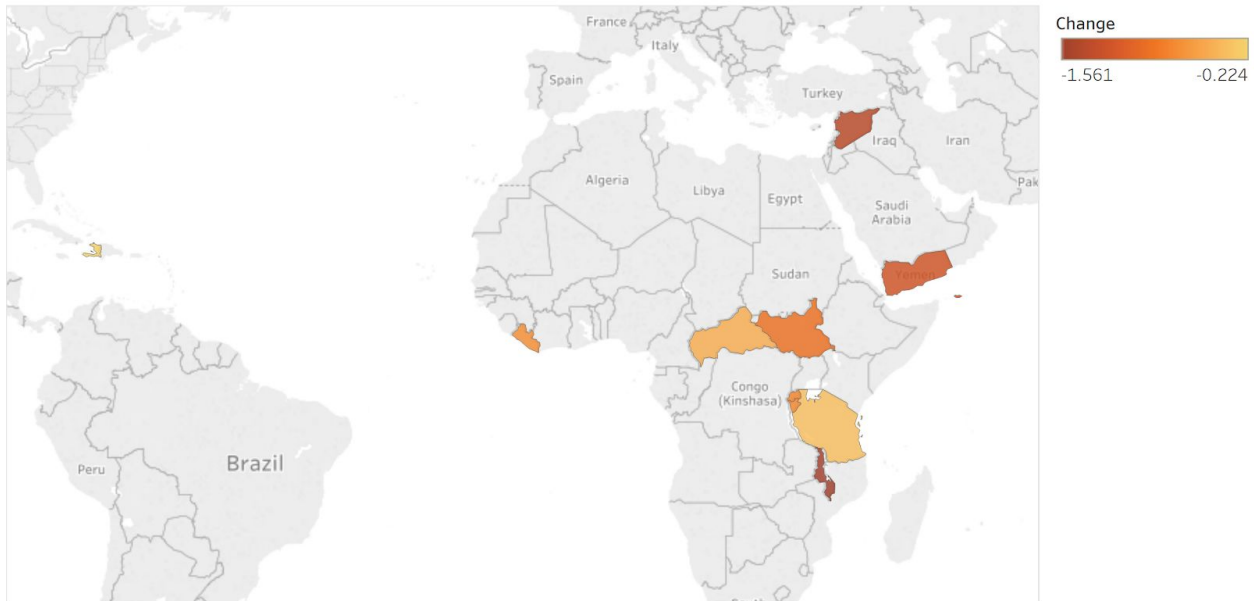 Change
-1.561 -0.224
France
Italy
Spain
Turkey
Iraq
Iran
Algeria
Libya
Egypt
Saudi
Arabia
Pak
Sudan
Yemen
Congo
(Kinshasa)
Brazil
Peru